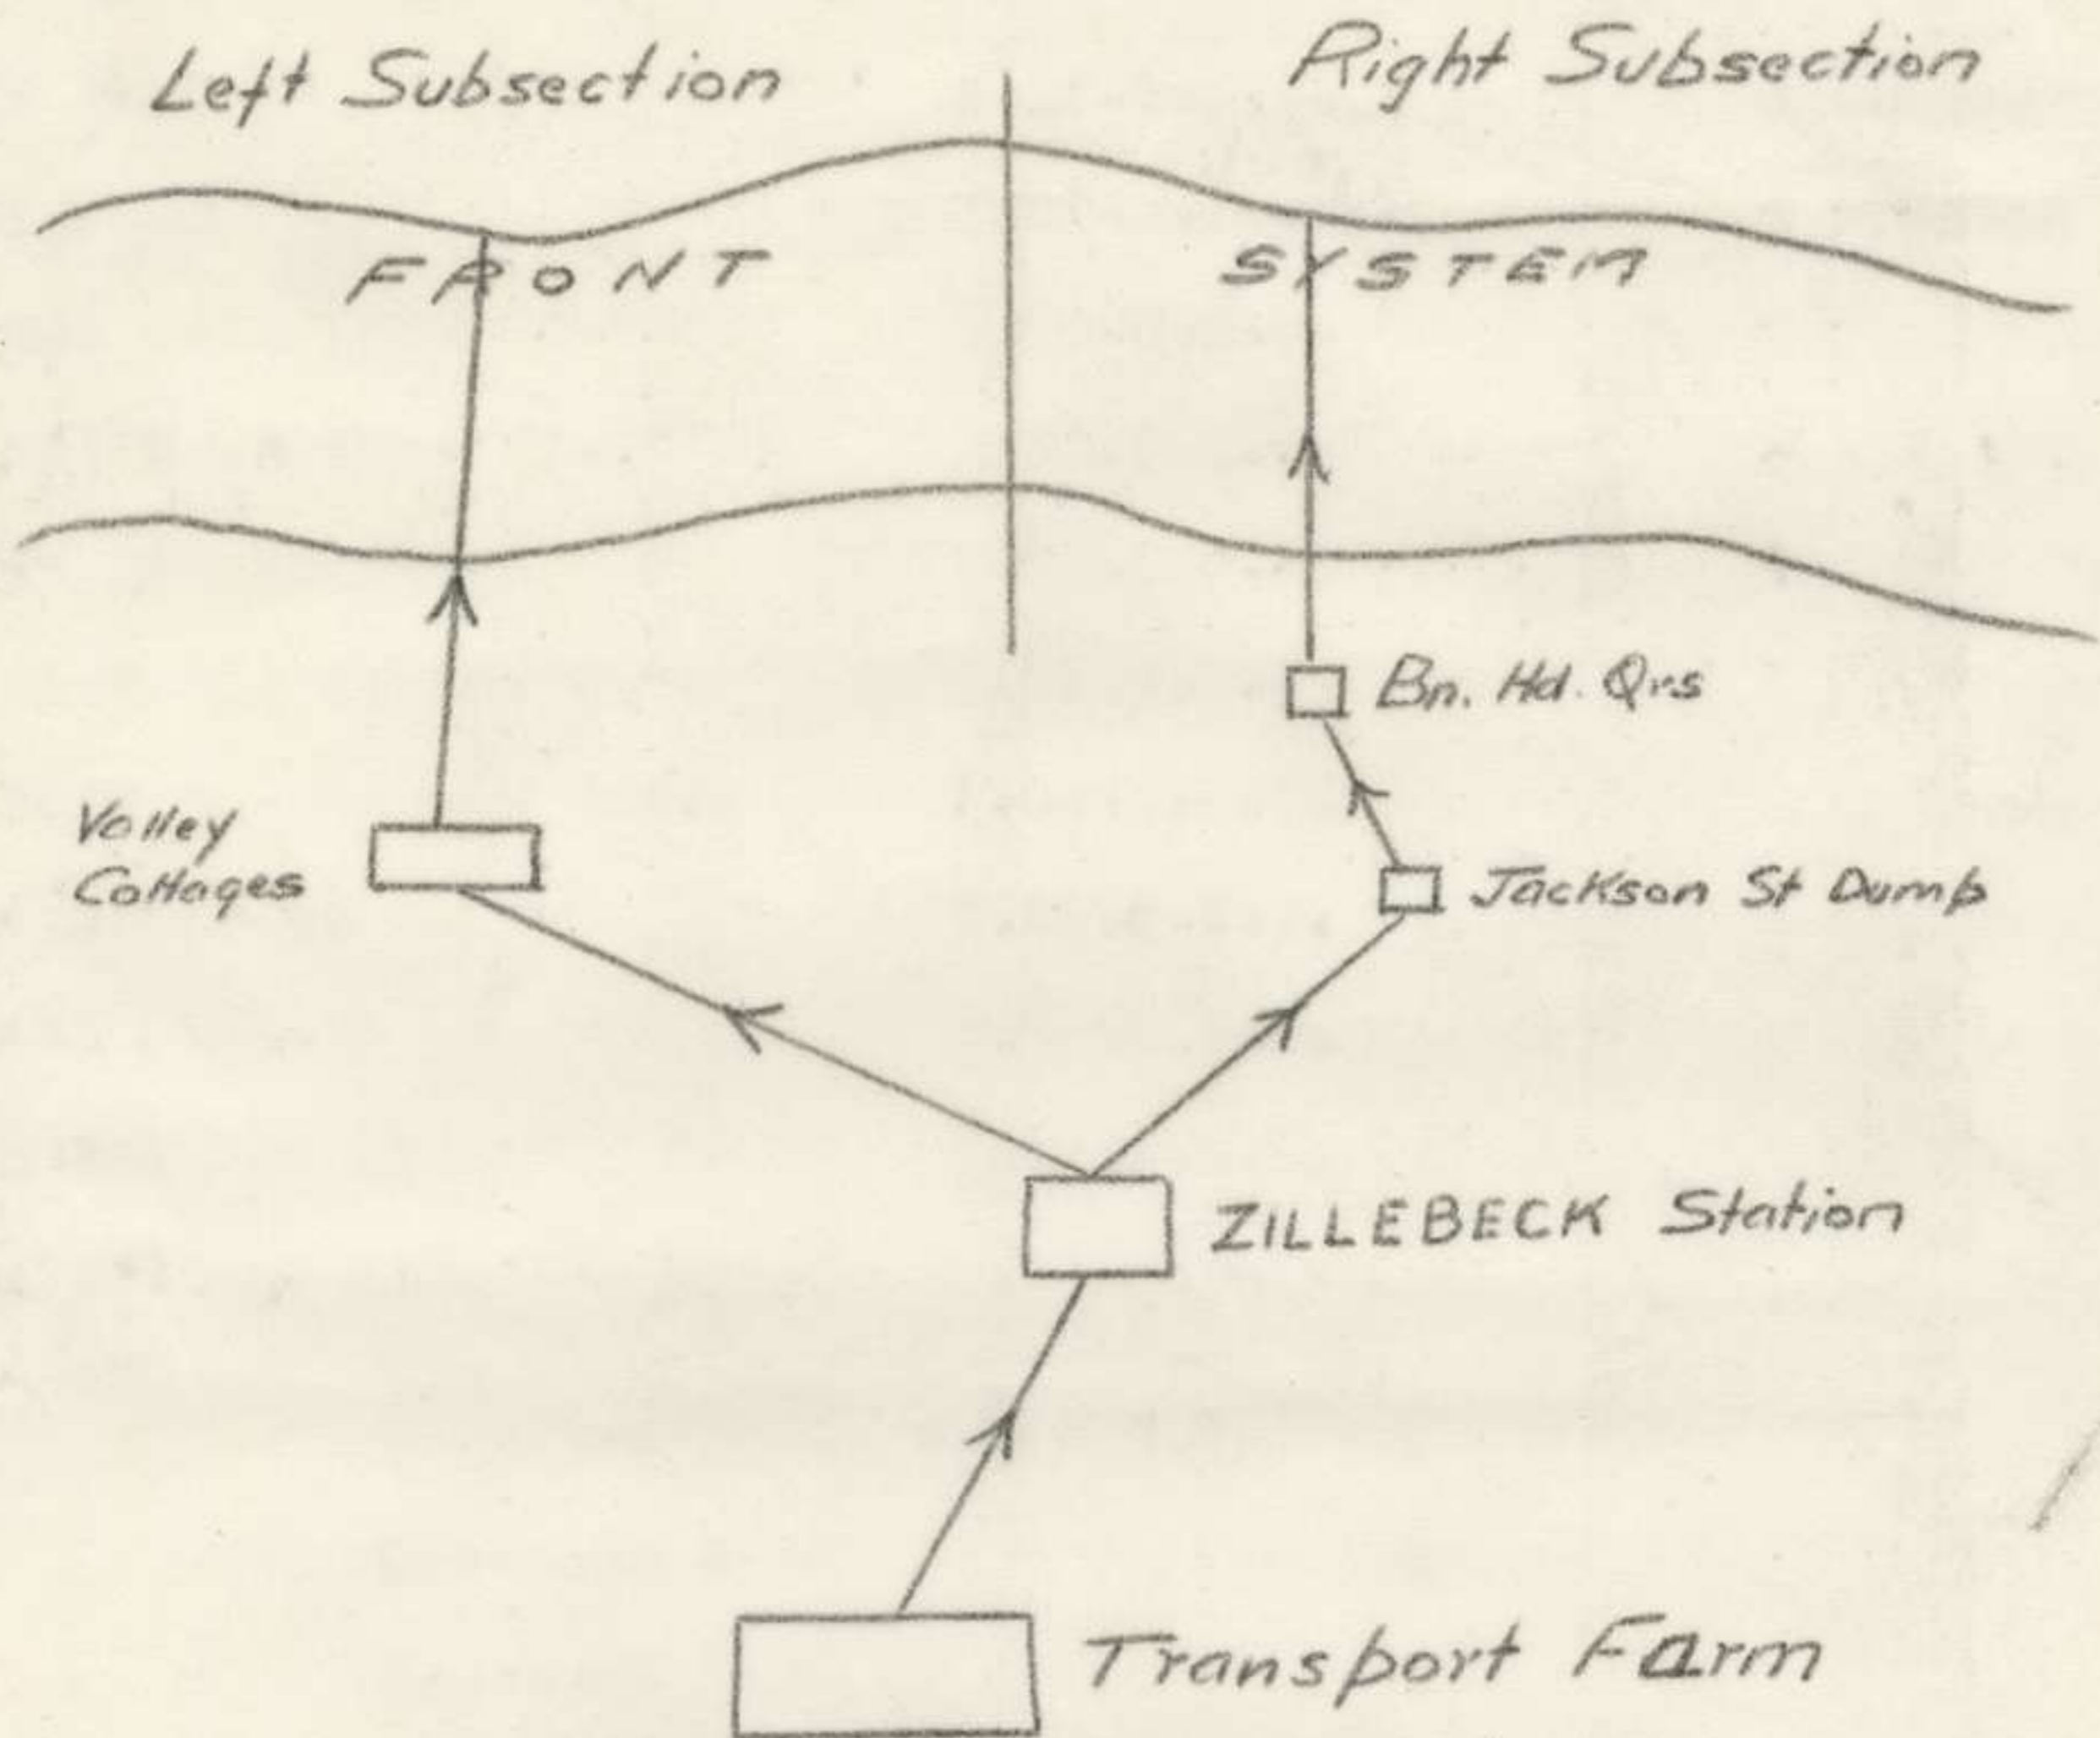 Left Subsection
Right Subsection
FRONT SYSTEM
Bn. Hd. Qrs
Valley
Cottages
Jackson St Dump
ZILLEBECK Station
Transport Farm